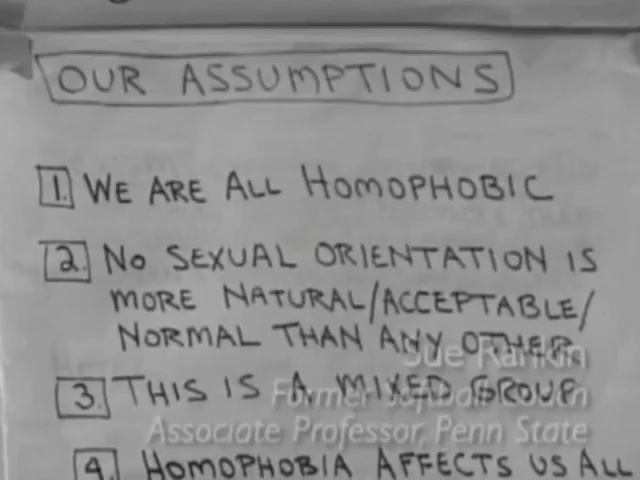 OUR ASSUMPTIONS
1. WE ARE ALL HOMOPHOBIC
2. NO SEXUAL ORIENTATION IS
MORE NATURAL/ACCEPTABLE/
NORMAL THAN ANY OTHER
Sue Rankin
3. THIS IS A MIXED GROUP
Former
Associate Professor, Penn State
4. HOMOPHOBIA AFFECTS US ALL